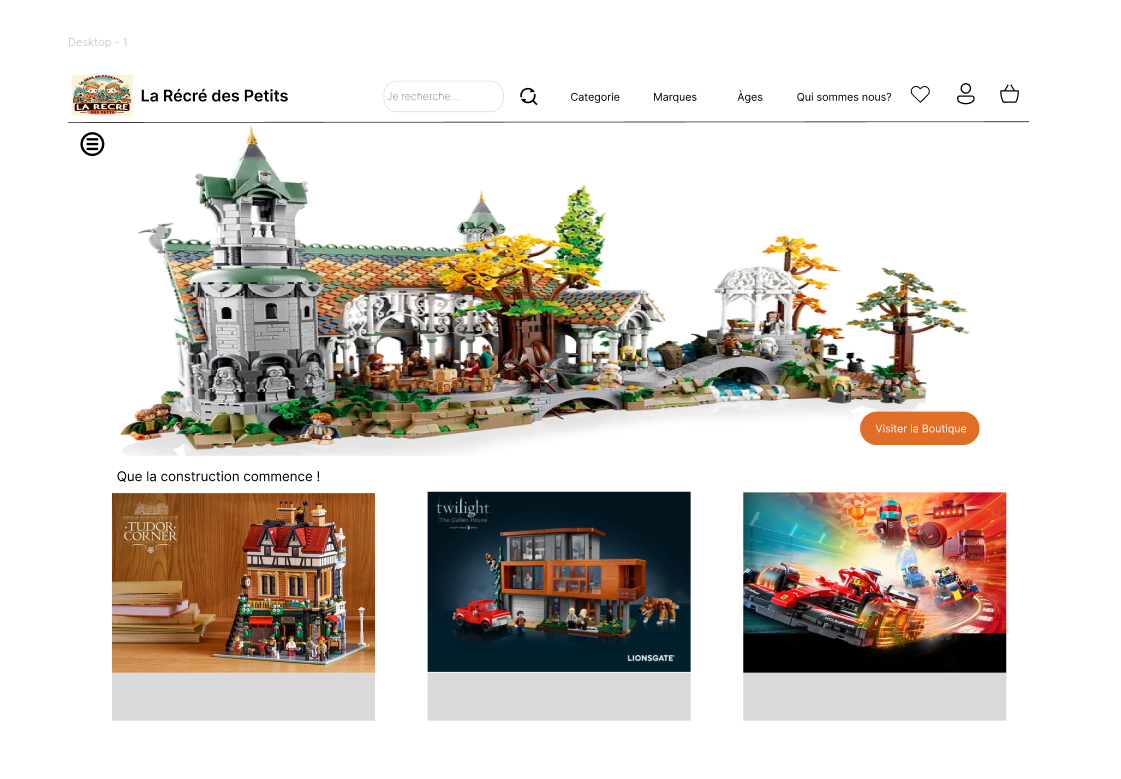 Desktop - 1
LA RÉCRÉ
DES PETITS
La Récré des Petits
Je recherche...
Categorie
Marques
Àges
Qui sommes nous?
Visiter la Boutique
Que la construction commence !
·TUDOR·
CORNER
twilight
The Cullen House
LIONSGATE